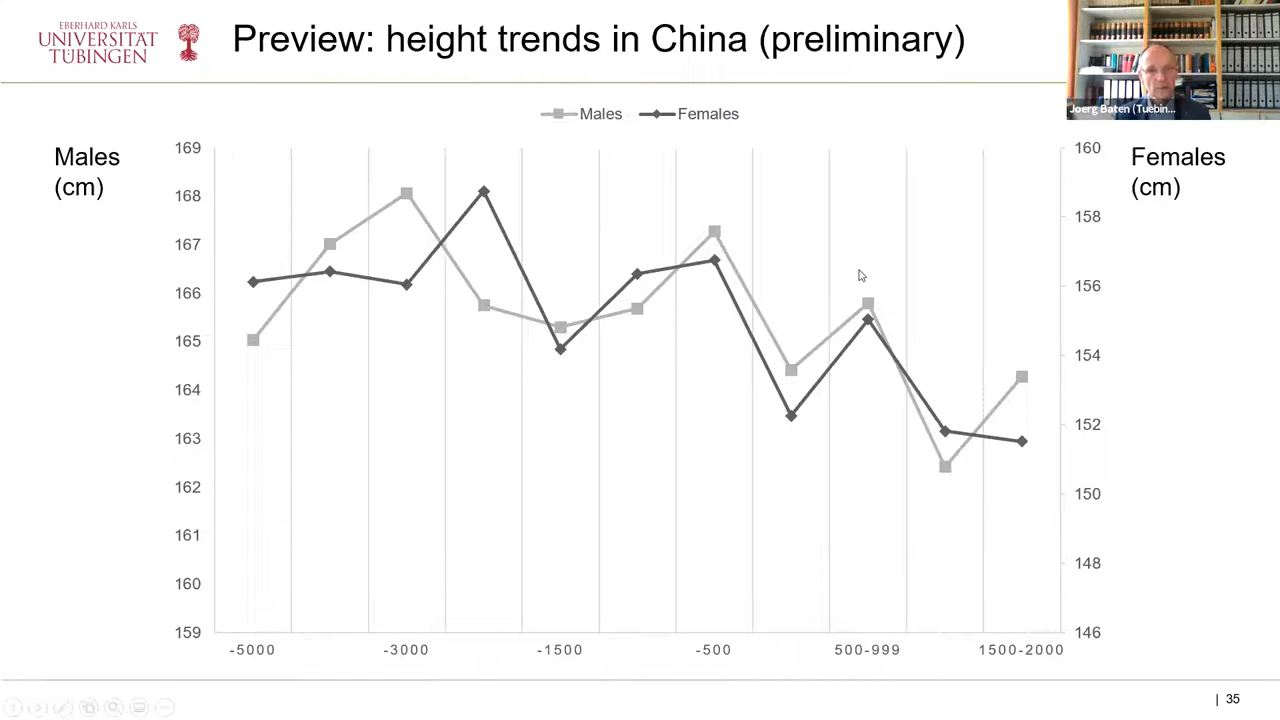 EBERHARD KARLS
UNIVERSITÄT
TÜBINGEN
Preview: height trends in China (preliminary)
Joerg Baten (Tuebin...
Males Females
Males
(cm)
Females
(cm)
169
168
167
166
165
164
163
162
161
160
159
160
158
156
154
152
150
148
146
-5000 -3000 -1500 -500 500-999 1500-2000
| 35